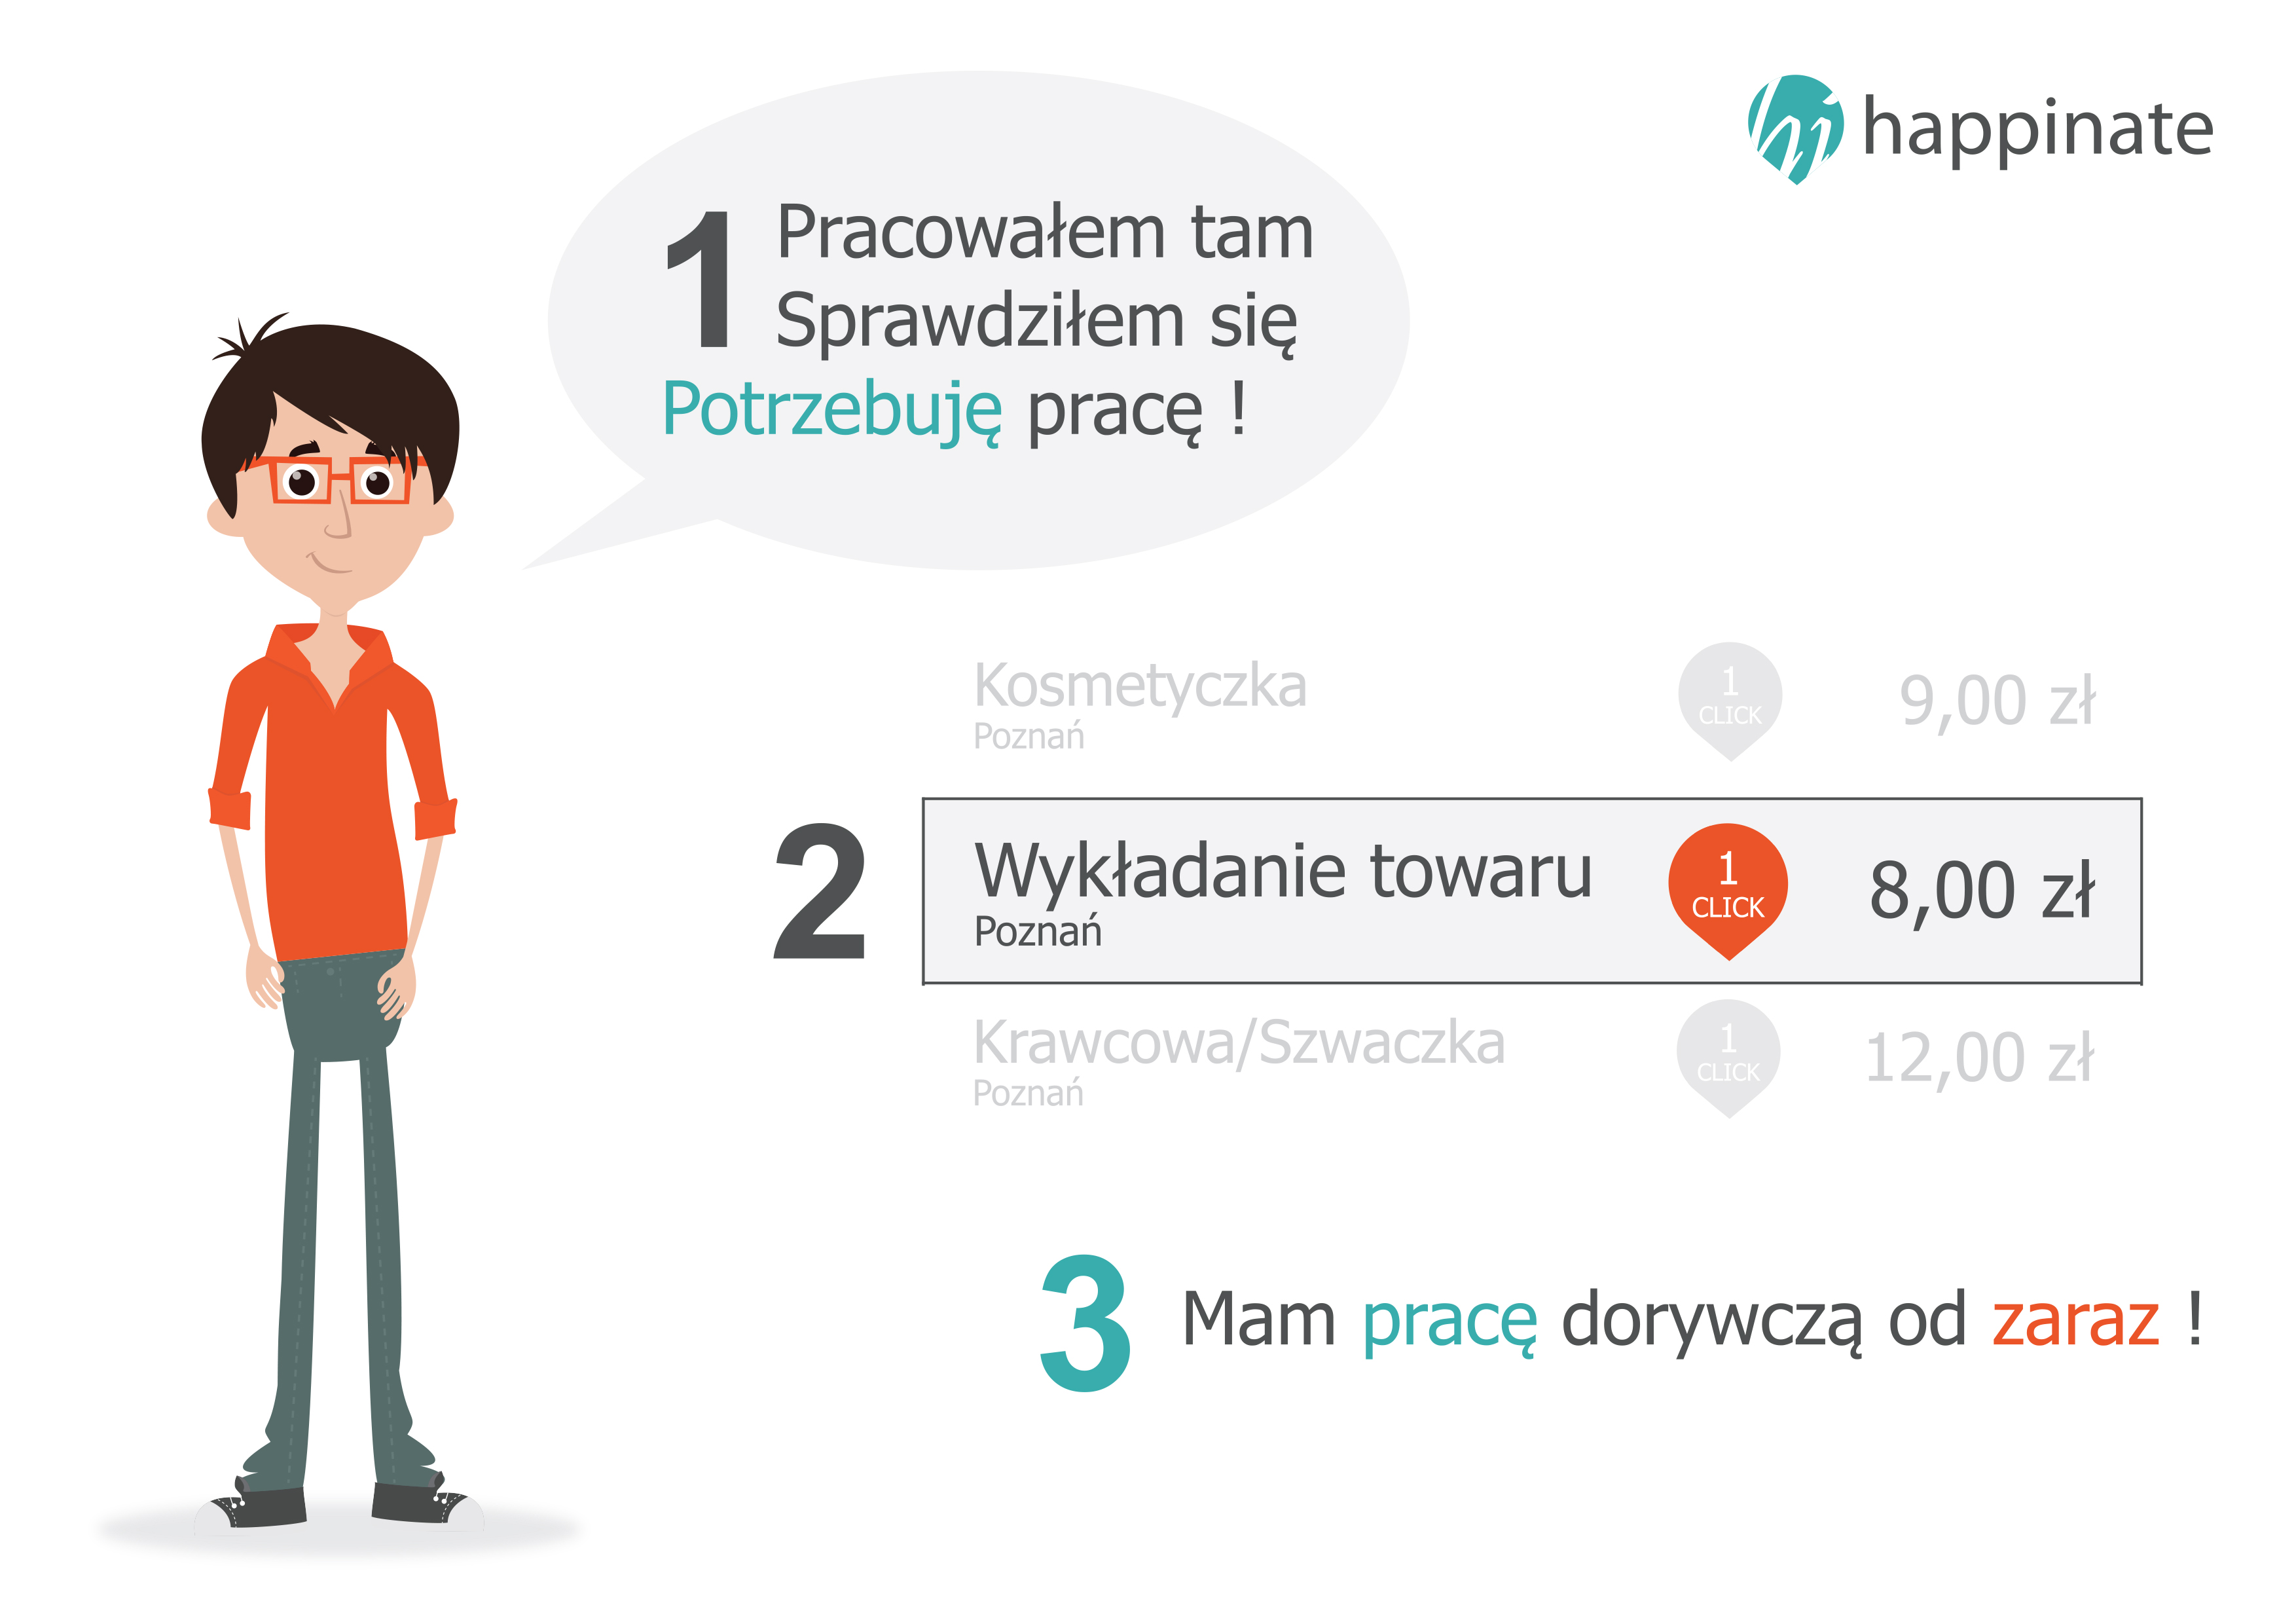 happinate
1 Pracowałem tam
Sprawdziłem się
Potrzebuję pracę !
Kosmetyczka 1 CLICK 9,00 zł
Poznań
2 Wykładanie towaru 1 CLICK 8,00 zł
Poznań
Krawcowa/Szwaczka 1 CLICK 12,00 zł
Poznań
3 Mam pracę dorywczą od zaraz !